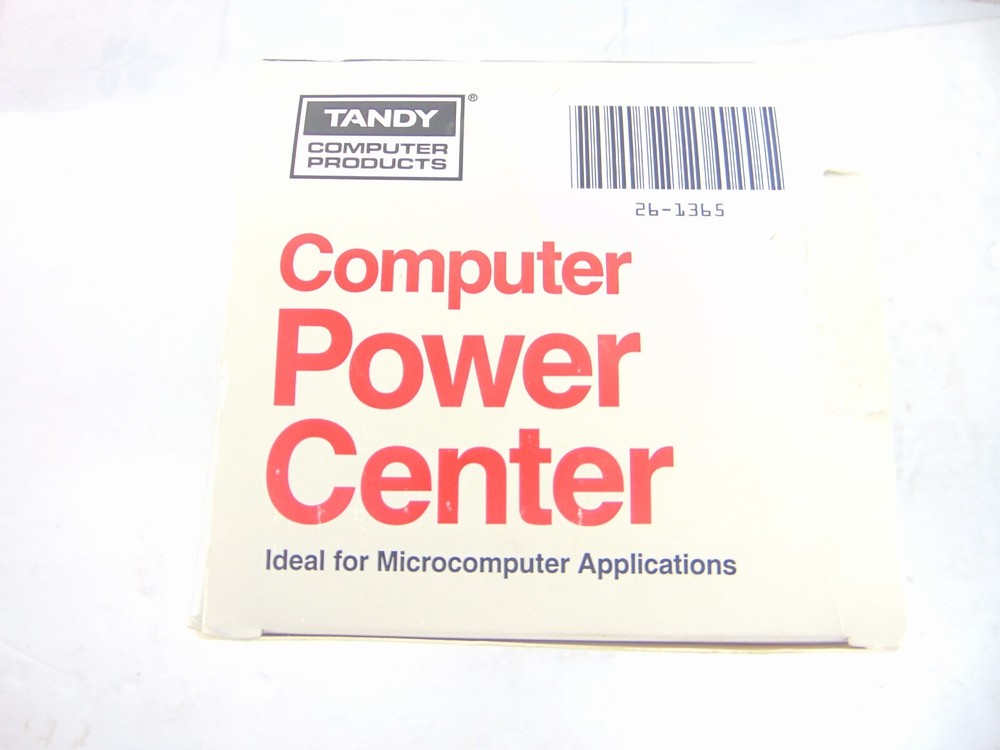 TANDY®
COMPUTER
PRODUCTS
26-1365
Computer
Power
Center
Ideal for Microcomputer Applications